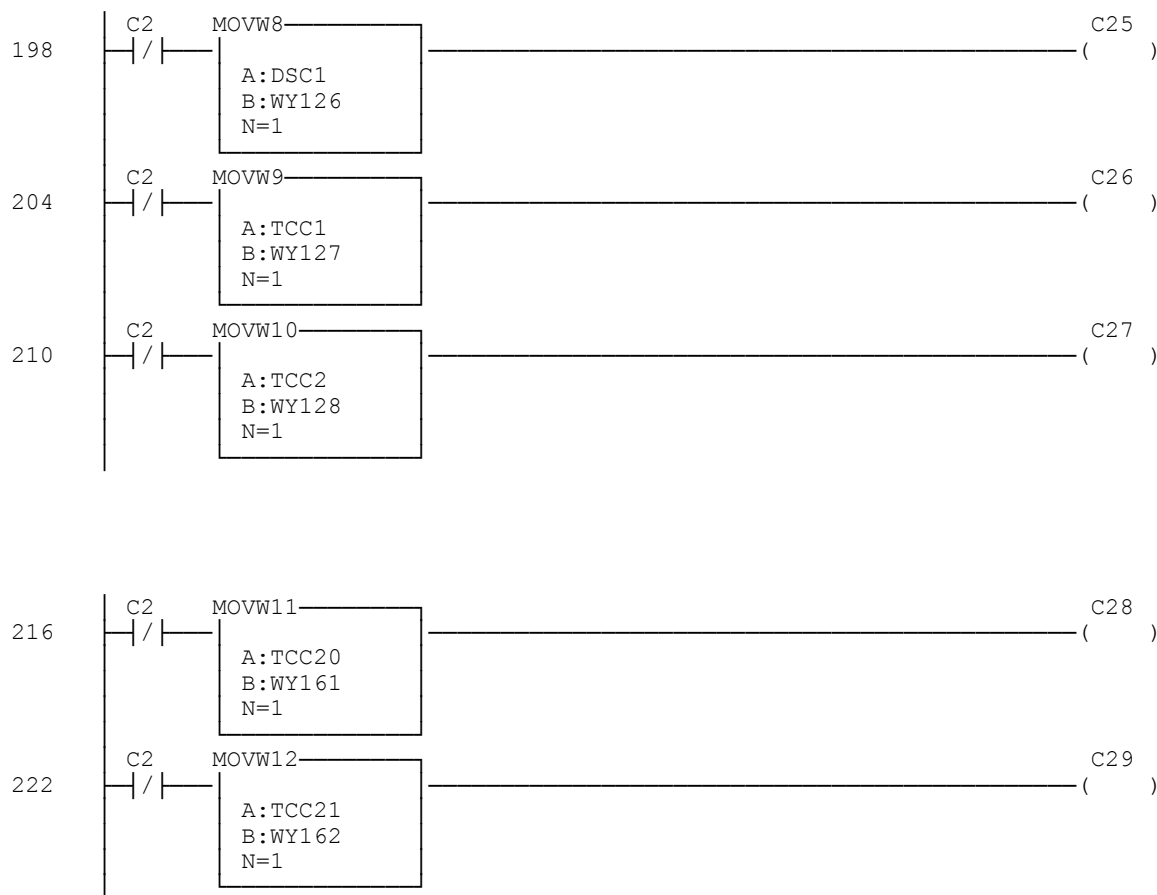 C2 MOVW8 C25
198 / ( )
A:DSC1
B:WY126
N=1
C2 MOVW9 C26
204 / ( )
A:TCC1
B:WY127
N=1
C2 MOVW10 C27
210 / ( )
A:TCC2
B:WY128
N=1
C2 MOVW11 C28
216 / ( )
A:TCC20
B:WY161
N=1
C2 MOVW12 C29
222 / ( )
A:TCC21
B:WY162
N=1